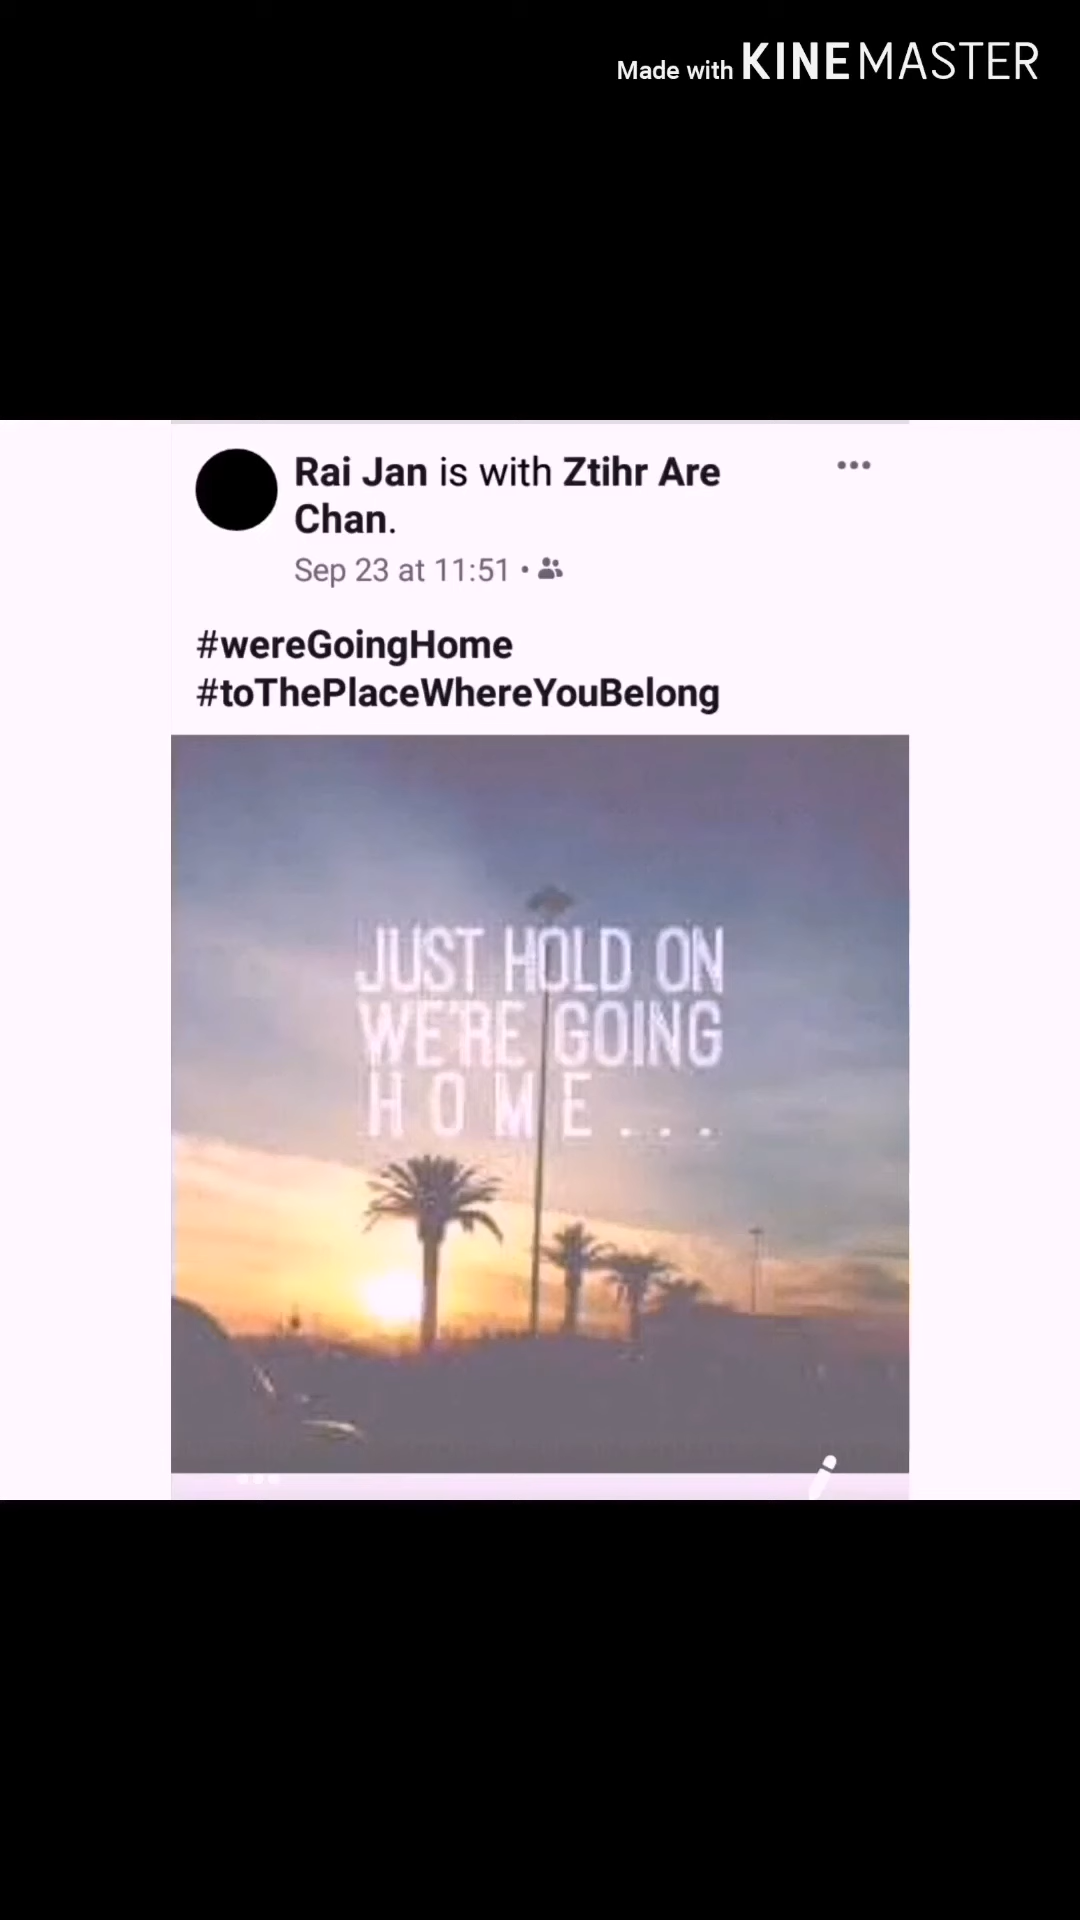 Made with KINEMASTER
Rai Jan is with Ztihr Are
Chan.
Sep 23 at 11:51 •
#wereGoingHome
#toThePlaceWhereYouBelong
JUST HOLD ON
WE'RE GOING
HOME...